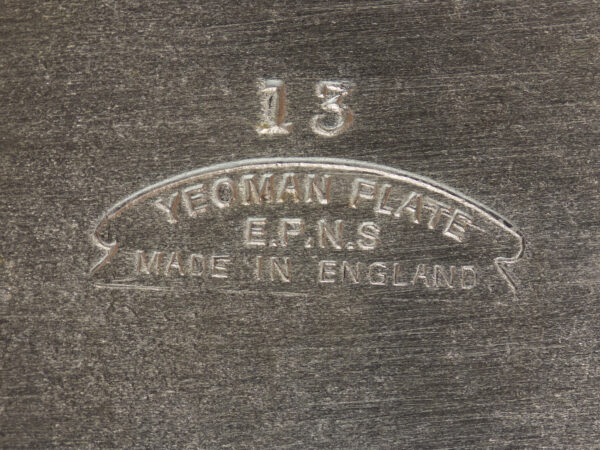 13
YEOMAN PLATE
E.P.N.S
MADE IN ENGLAND